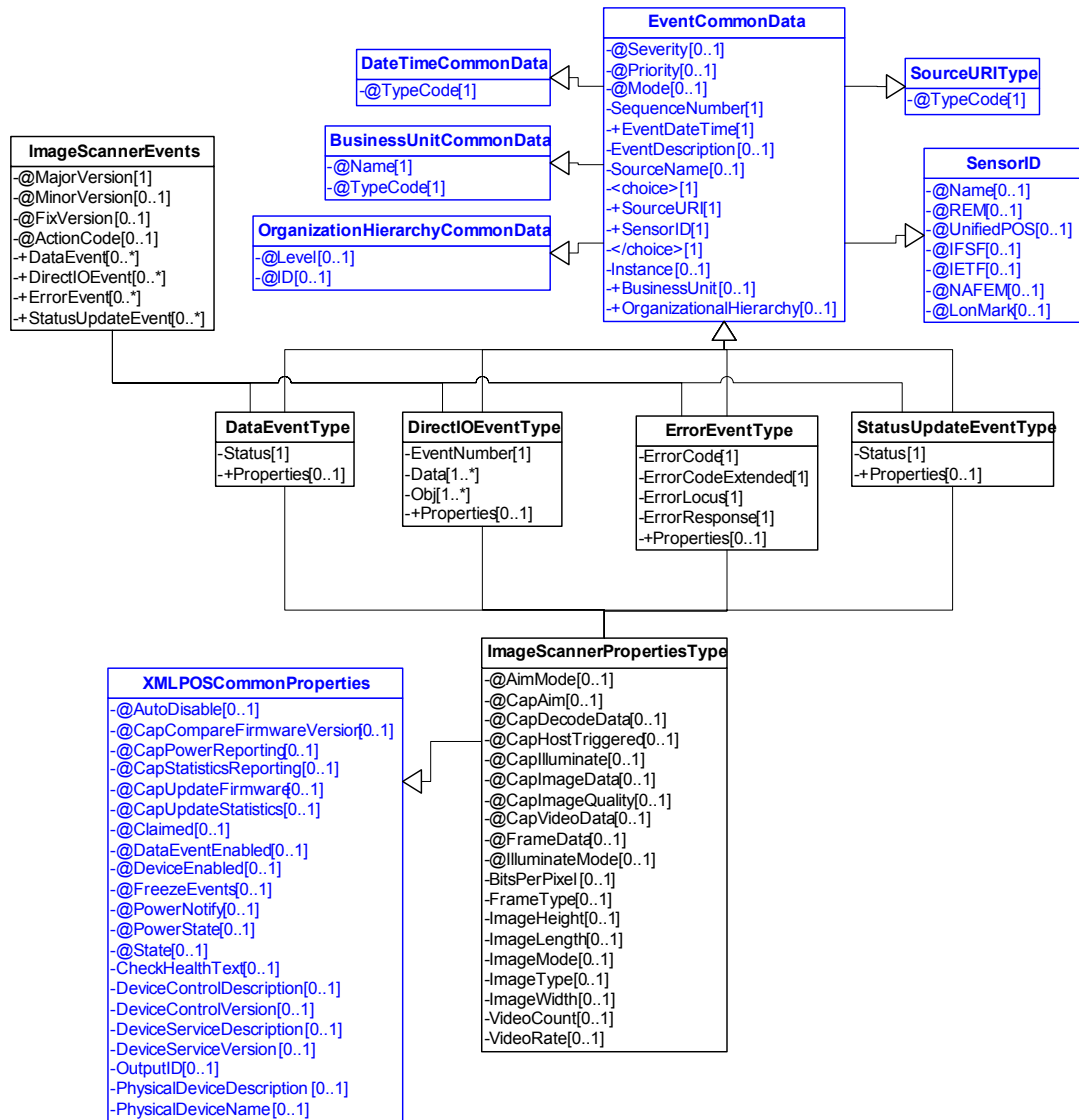 EventCommonData
-@Severity[0..1]
-@Priority[0..1]
-@Mode[0..1]
-SequenceNumber[1]
-+EventDateTime[1]
-EventDescription[0..1]
-SourceName[0..1]
-<choice>[1]
-+SourceURI[1]
-+SensorID[1]
-</choice>[1]
-Instance[0..1]
-+BusinessUnit[0..1]
-+OrganizationalHierarchy[0..1]
DateTimeCommonData
-@TypeCode[1]
SourceURIType
-@TypeCode[1]
BusinessUnitCommonData
-@Name[1]
-@TypeCode[1]
ImageScannerEvents
-@MajorVersion[1]
-@MinorVersion[0..1]
-@FixVersion[0..1]
-@ActionCode[0..1]
-+DataEvent[0..*]
-+DirectIOEvent[0..*]
-+ErrorEvent[0..*]
-+StatusUpdateEvent[0..*]
SensorID
-@Name[0..1]
-@REM[0..1]
-@UnifiedPOS[0..1]
-@IFSF[0..1]
-@IETF[0..1]
-@NAFEM[0..1]
-@LonMark[0..1]
OrganizationHierarchyCommonData
-@Level[0..1]
-@ID[0..1]
DataEventType
-Status[1]
-+Properties[0..1]
DirectIOEventType
-EventNumber[1]
-Data[1..*]
-Obj[1..*]
-+Properties[0..1]
ErrorEventType
-ErrorCode[1]
-ErrorCodeExtended[1]
-ErrorLocus[1]
-ErrorResponse[1]
-+Properties[0..1]
StatusUpdateEventType
-Status[1]
-+Properties[0..1]
ImageScannerPropertiesType
-@AimMode[0..1]
-@CapAim[0..1]
-@CapDecodeData[0..1]
-@CapHostTriggered[0..1]
-@CapIlluminate[0..1]
-@CapImageData[0..1]
-@CapImageQuality[0..1]
-@CapVideoData[0..1]
-@FrameData[0..1]
-@IlluminateMode[0..1]
-BitsPerPixel[0..1]
-FrameType[0..1]
-ImageHeight[0..1]
-ImageLength[0..1]
-ImageMode[0..1]
-ImageType[0..1]
-ImageWidth[0..1]
-VideoCount[0..1]
-VideoRate[0..1]
XMLPOSCommonProperties
-@AutoDisable[0..1]
-@CapCompareFirmwareVersion[0..1]
-@CapPowerReporting[0..1]
-@CapStatisticsReporting[0..1]
-@CapUpdateFirmware[0..1]
-@CapUpdateStatistics[0..1]
-@Claimed[0..1]
-@DataEventEnabled[0..1]
-@DeviceEnabled[0..1]
-@FreezeEvents[0..1]
-@PowerNotify[0..1]
-@PowerState[0..1]
-@State[0..1]
-CheckHealthText[0..1]
-DeviceControlDescription[0..1]
-DeviceControlVersion[0..1]
-DeviceServiceDescription[0..1]
-DeviceServiceVersion[0..1]
-OutputID[0..1]
-PhysicalDeviceDescription [0..1]
-PhysicalDeviceName[0..1]